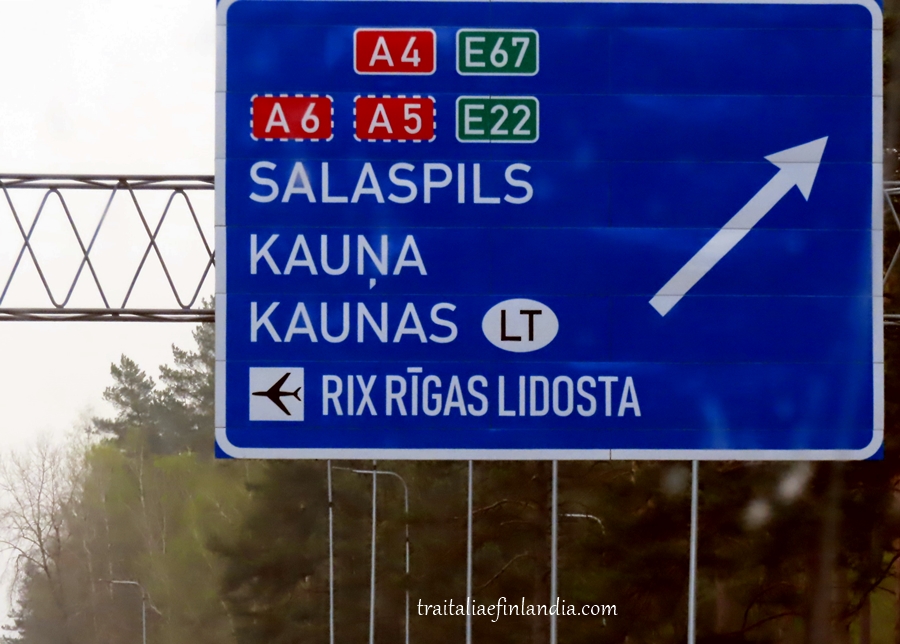 A4 E67
A6 A5 E22
SALASPILS
KAUŅA
KAUNAS LT
RIX RĪGAS LIDOSTA
traitaliaefinlandia.com